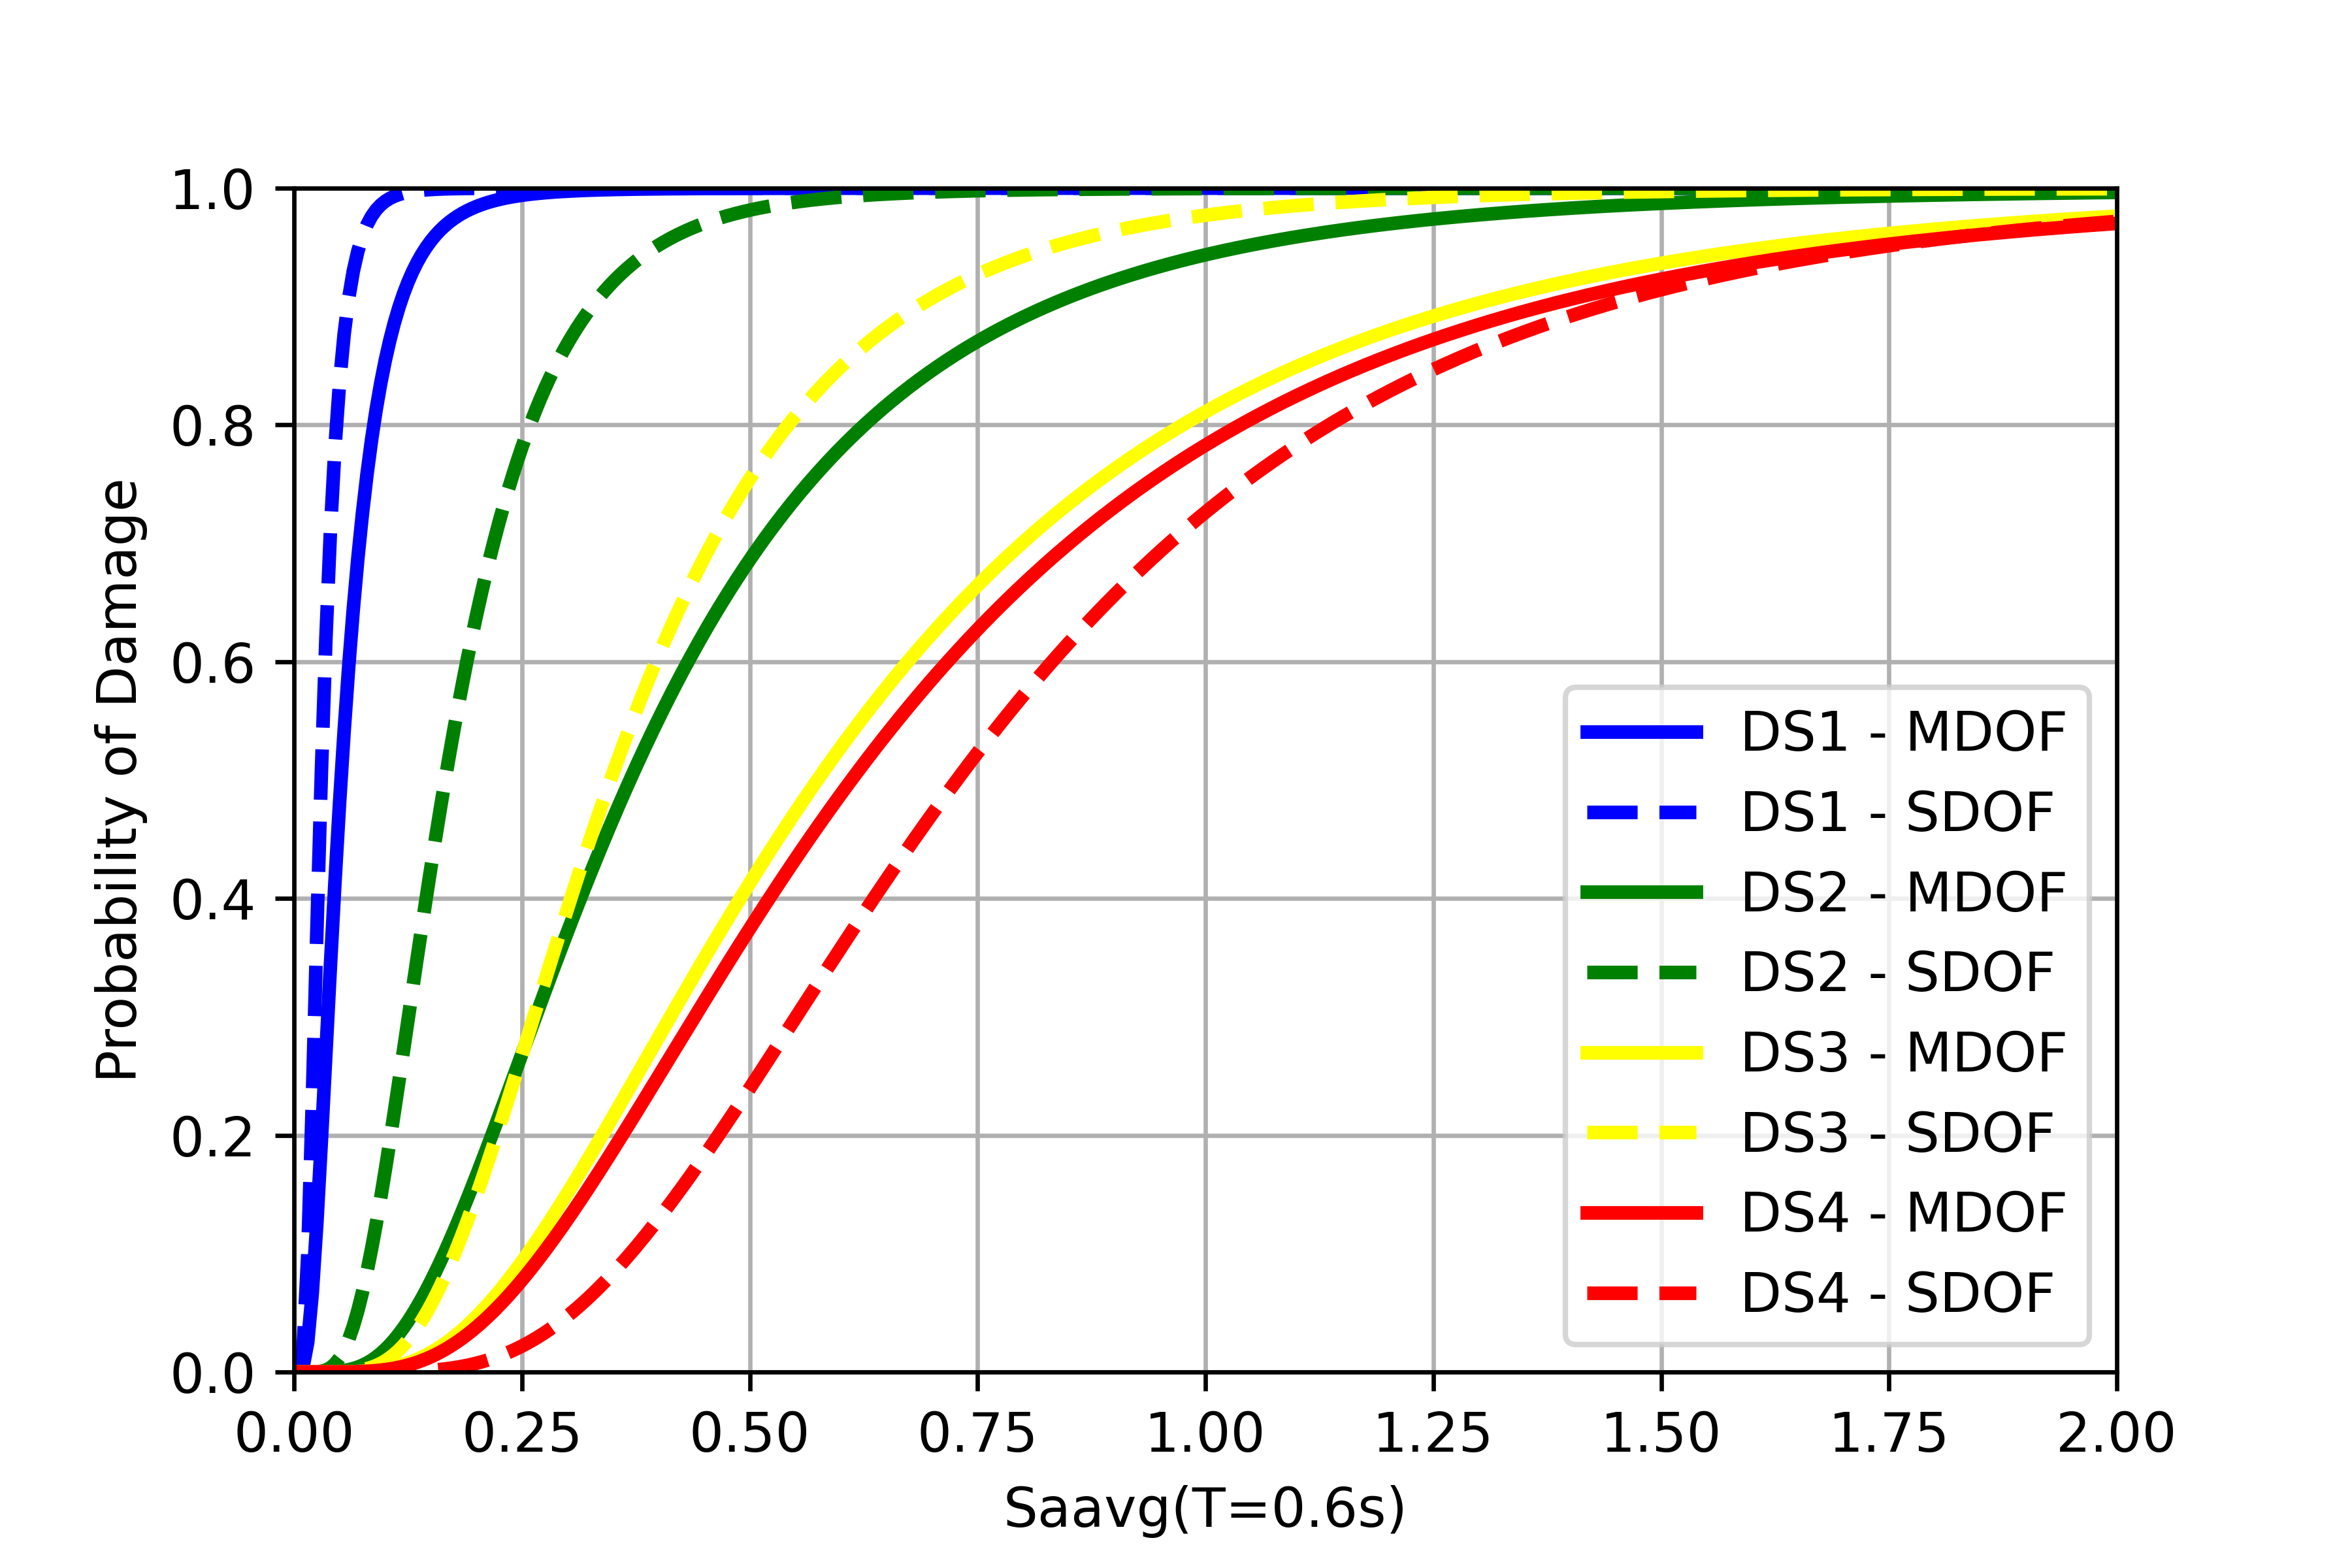 1.0
0.8
0.6
0.4
0.2
0.0
Probability of Damage
0.00 0.25 0.50 0.75 1.00 1.25 1.50 1.75 2.00
Saavg(T=0.6s)
DS1 - MDOF
DS1 - SDOF
DS2 - MDOF
DS2 - SDOF
DS3 - MDOF
DS3 - SDOF
DS4 - MDOF
DS4 - SDOF